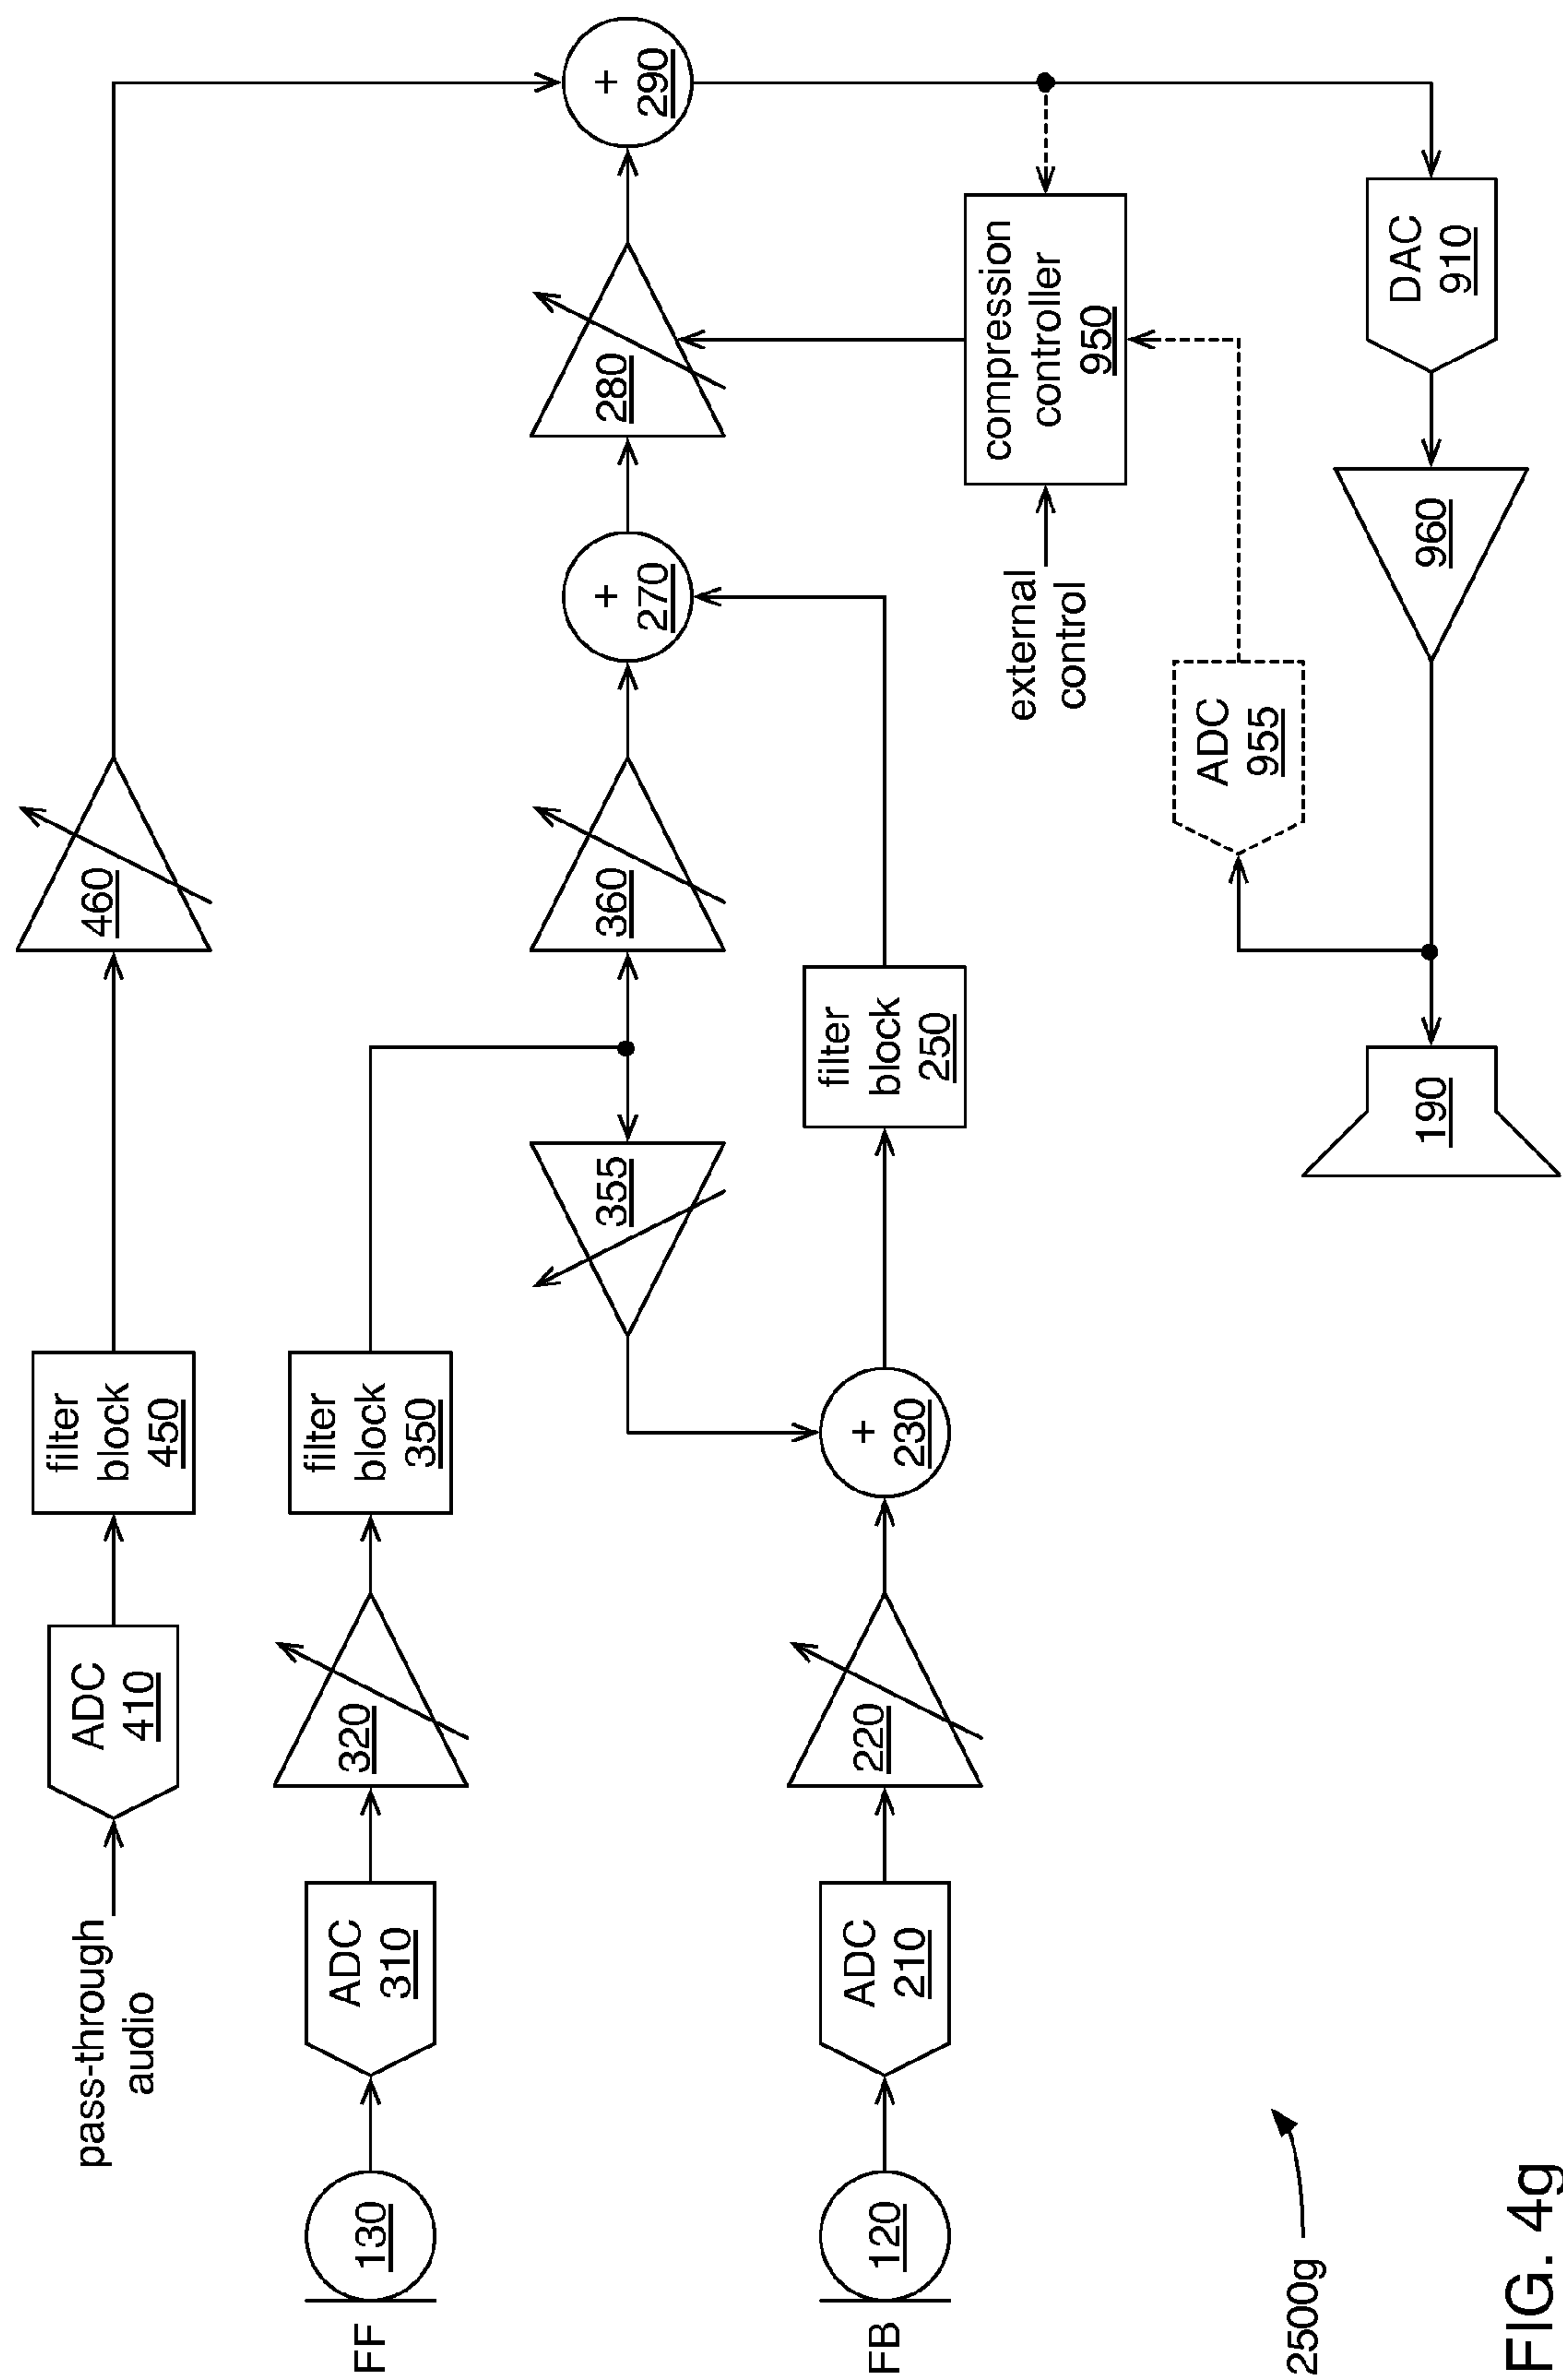 pass-through
audio
ADC
410
filter
block
450
460
FF
130
ADC
310
320
filter
block
350
355
360
+
270
280
+
290
FB
120
ADC
210
220
+
230
filter
block
250
external
control
compression
controller
950
ADC
955
190
960
DAC
910
2500g
FIG. 4g